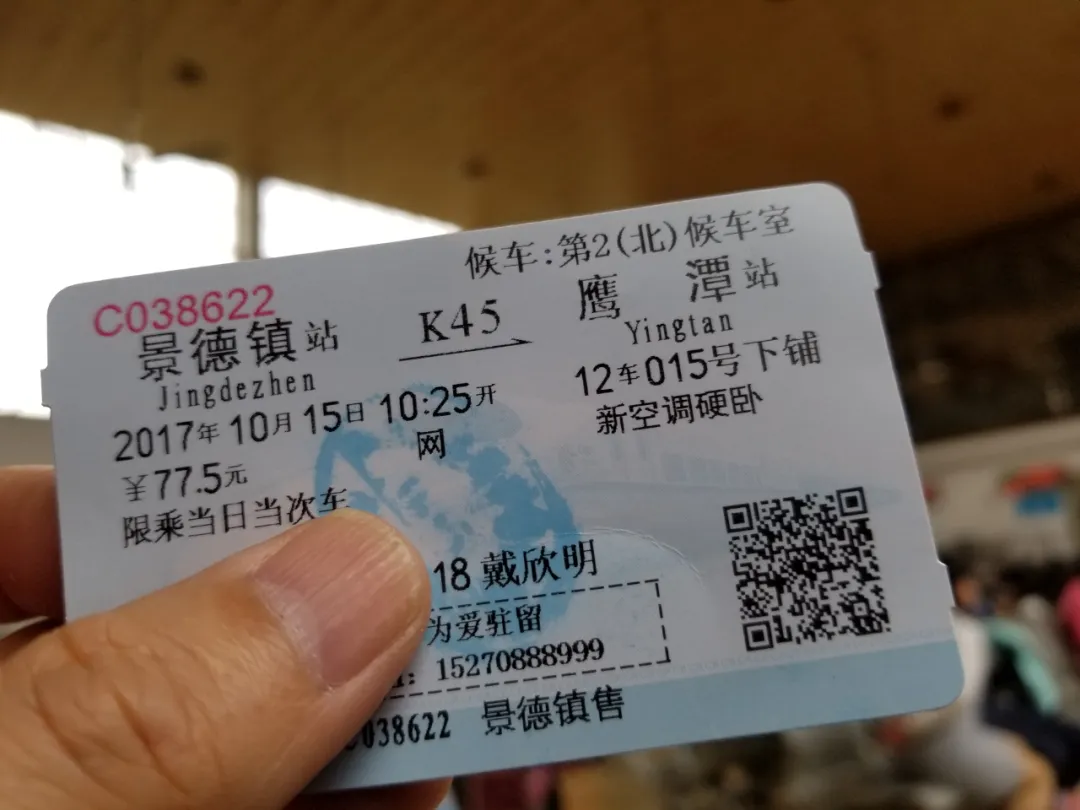 候车:第2(北)候车室
C038622
景德镇站 K45 鹰潭站
Jingdezhen Yingtan
2017年10月15日10:25开 12车015号下铺
¥77.5元 网 新空调硬卧
限乘当日当次车
18戴欣明
为爱驻留
15270888999
038622 景德镇售